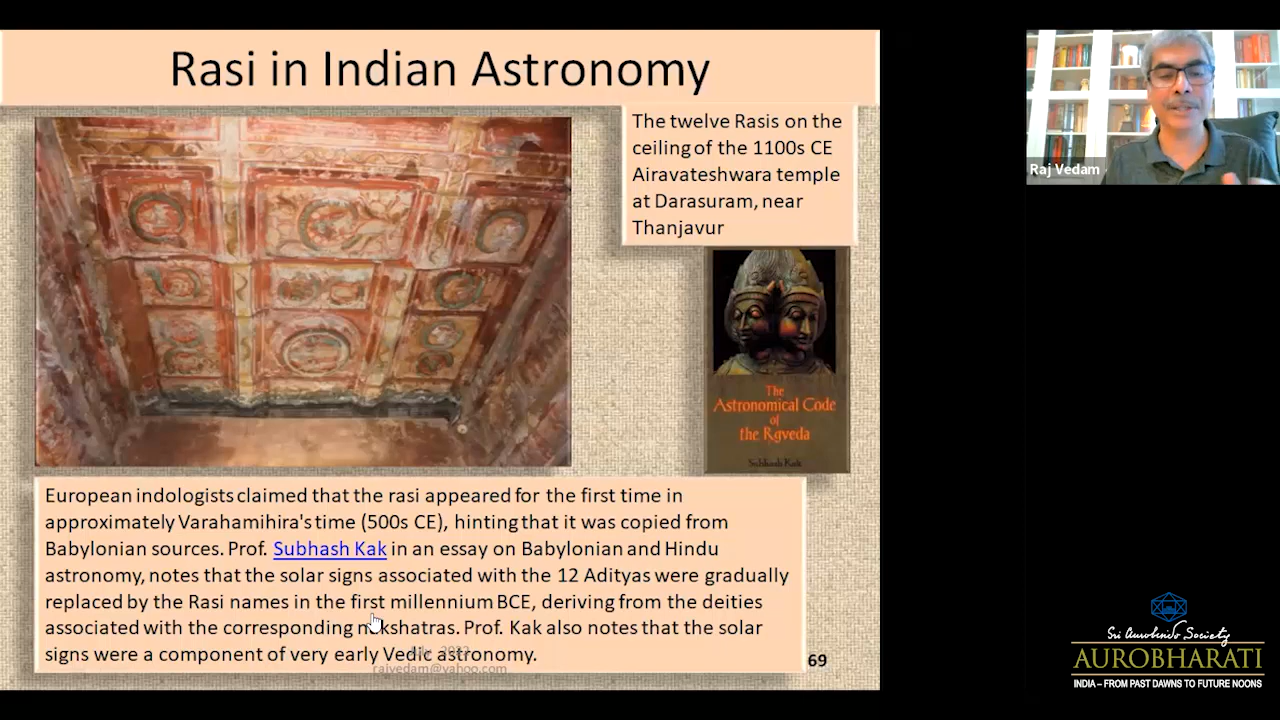 Rasi in Indian Astronomy
The twelve Rasis on the
ceiling of the 1100s CE
Airavateshwara temple
at Darasuram, near
Thanjavur
The
Astronomical Code
of
the Rgveda
Subhash Kak
European indologists claimed that the rasi appeared for the first time in
approximately Varahamihira's time (500s CE), hinting that it was copied from
Babylonian sources. Prof. Subhash Kak in an essay on Babylonian and Hindu
astronomy, notes that the solar signs associated with the 12 Adityas were gradually
replaced by the Rasi names in the first millennium BCE, deriving from the deities
associated with the corresponding nakshatras. Prof. Kak also notes that the solar
signs were a component of very early Vedic astronomy.
rajvedam@yahoo.com
69
Raj Vedam
Sri Aurobindo Society
AUROBHARATI
INDIA – FROM PAST DAWNS TO FUTURE NOONS